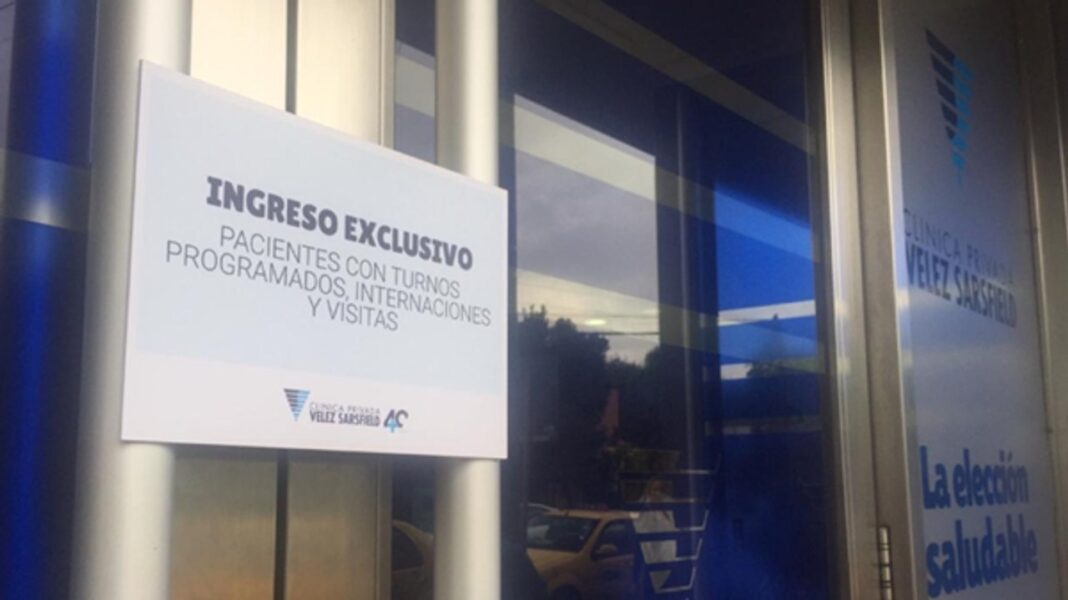 INGRESO EXCLUSIVO
PACIENTES CON TURNOS
PROGRAMADOS, INTERNACIONES
Y VISITAS
CLINICA PRIVADA
VELEZ SARSFIELD
CLINICA PRIVADA
VELEZ SARSFIELD
La elección
saludable